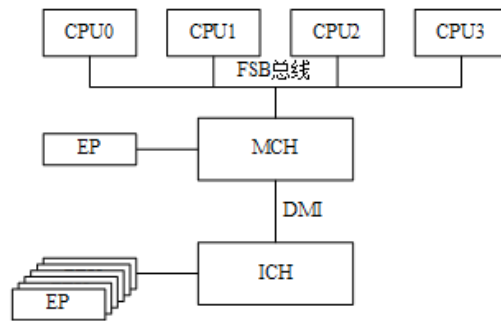 CPU0 CPU1 CPU2 CPU3
FSB总线
EP MCH
DMI
ICH
EP